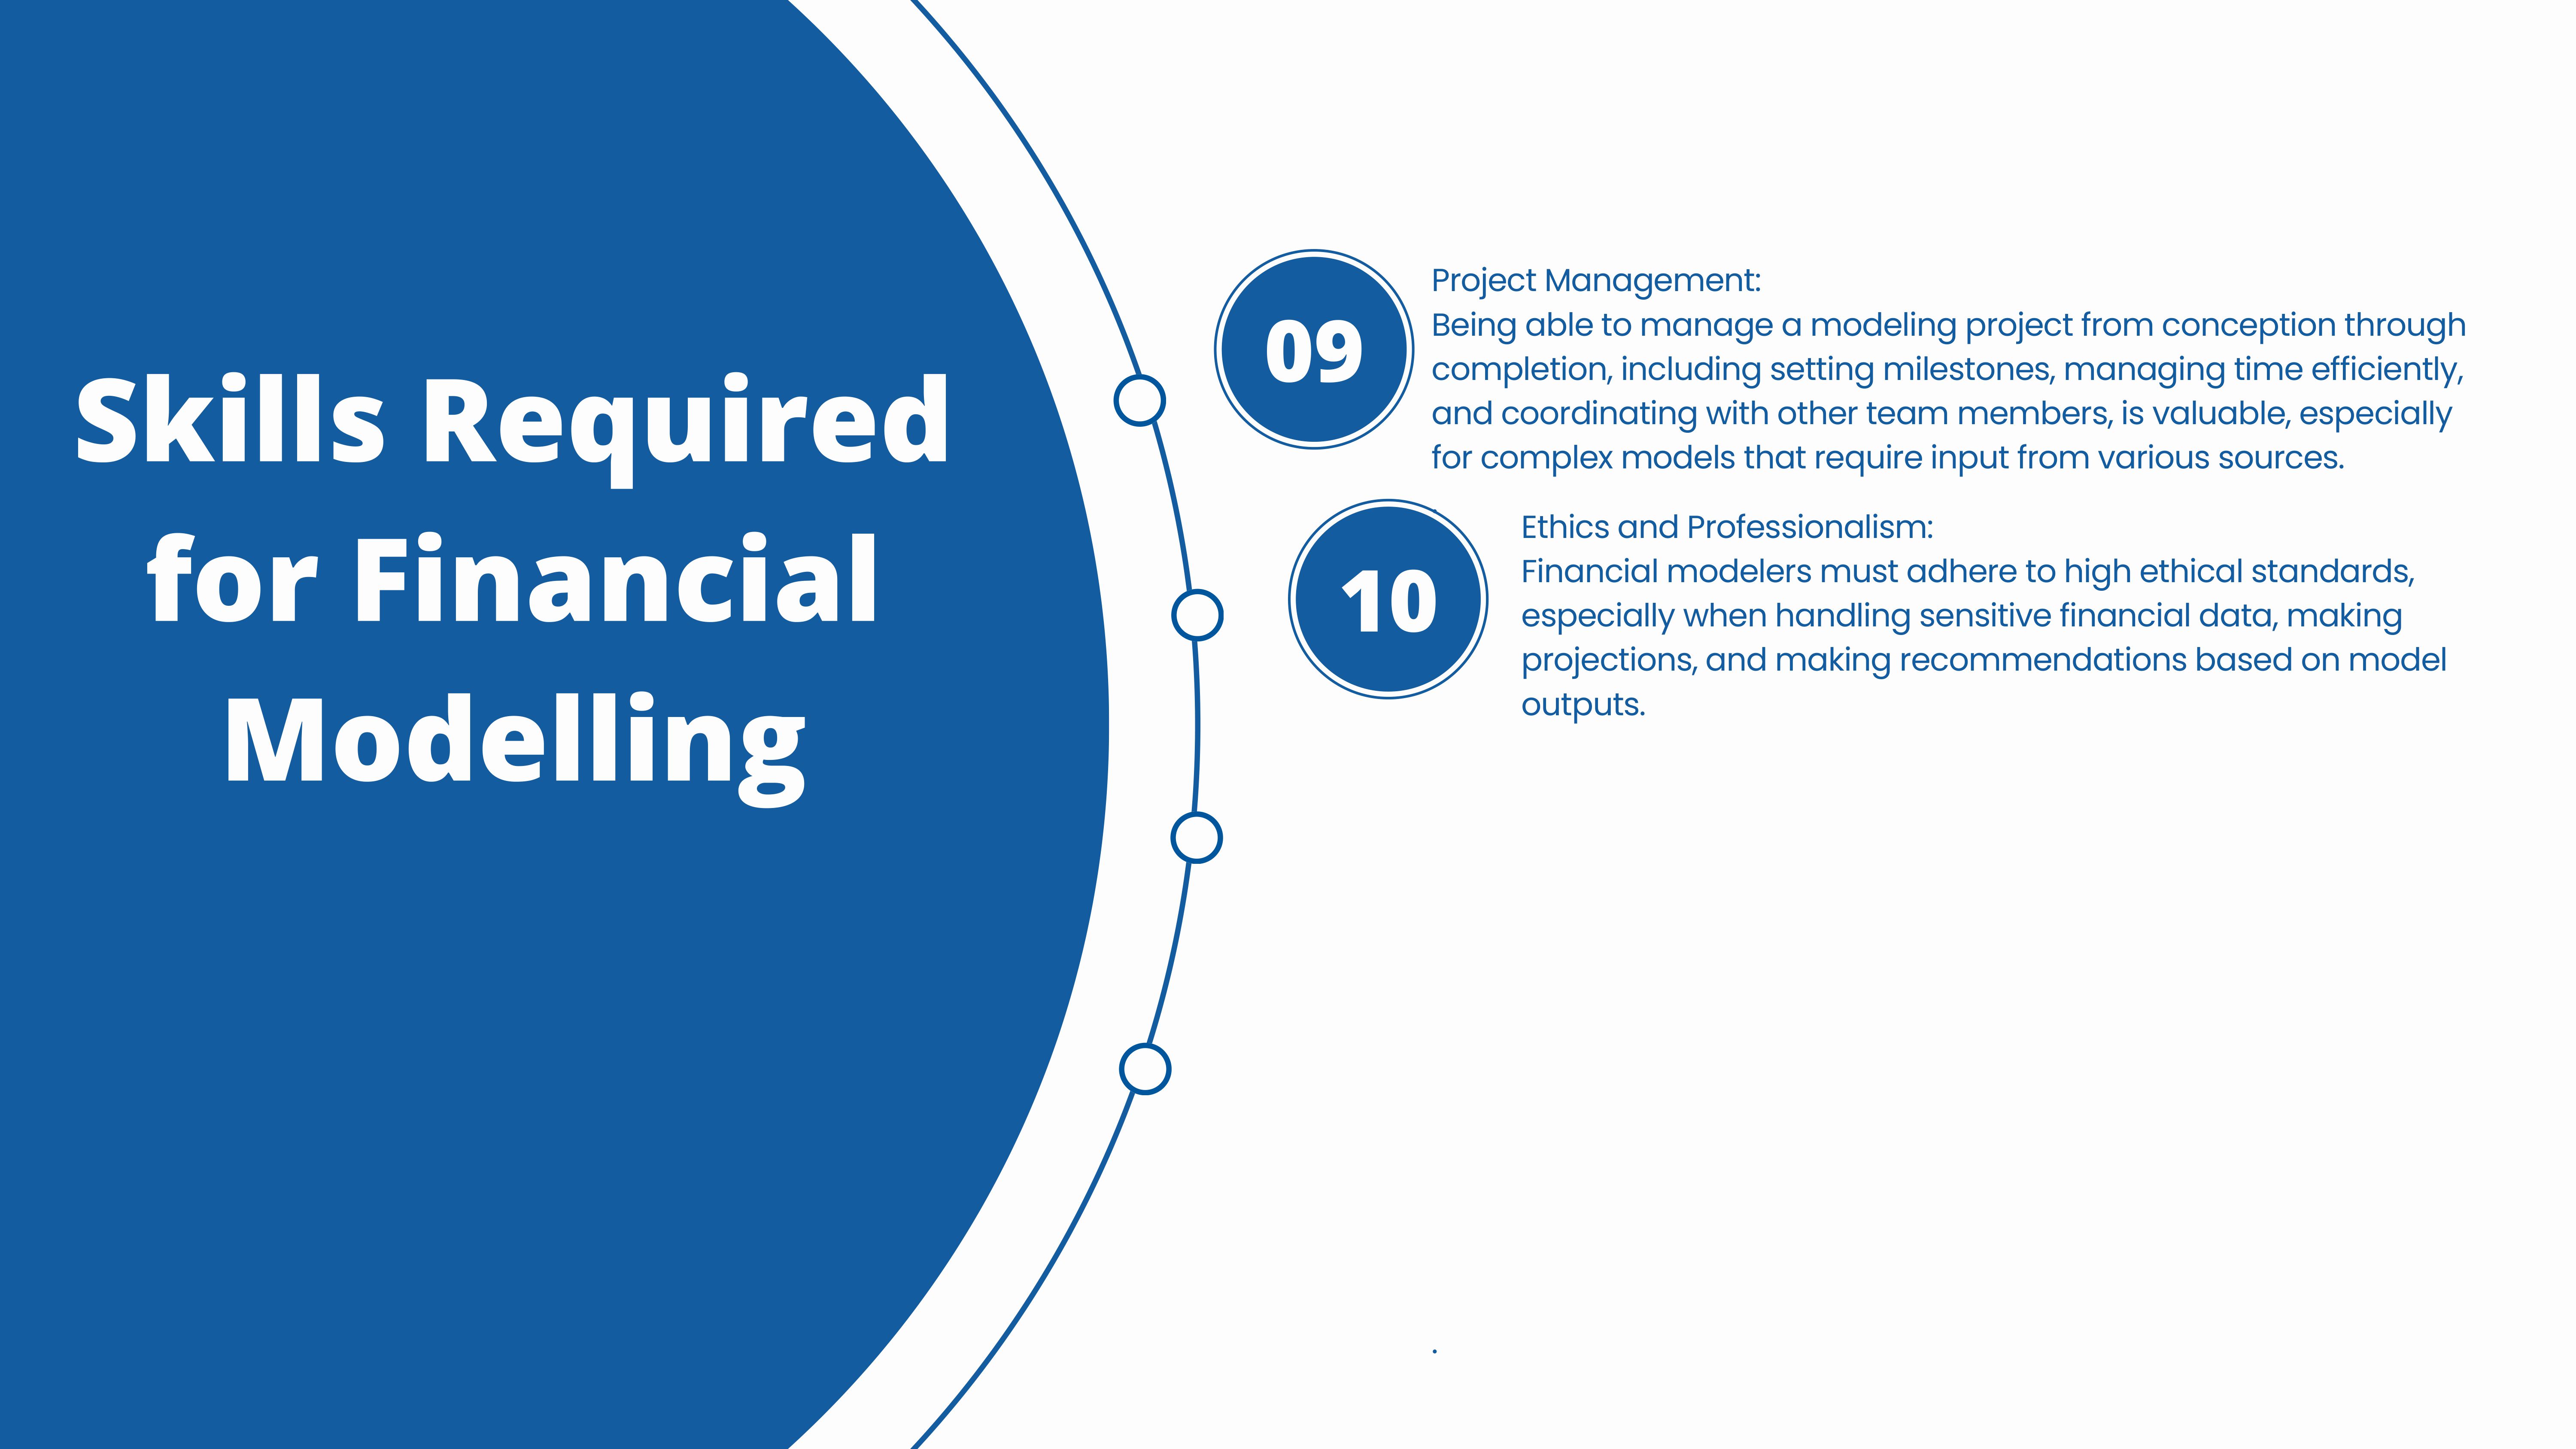 Skills Required
for Financial
Modelling
09
Project Management:
Being able to manage a modeling project from conception through
completion, including setting milestones, managing time efficiently,
and coordinating with other team members, is valuable, especially
for complex models that require input from various sources.
10
Ethics and Professionalism:
Financial modelers must adhere to high ethical standards,
especially when handling sensitive financial data, making
projections, and making recommendations based on model
outputs.
.